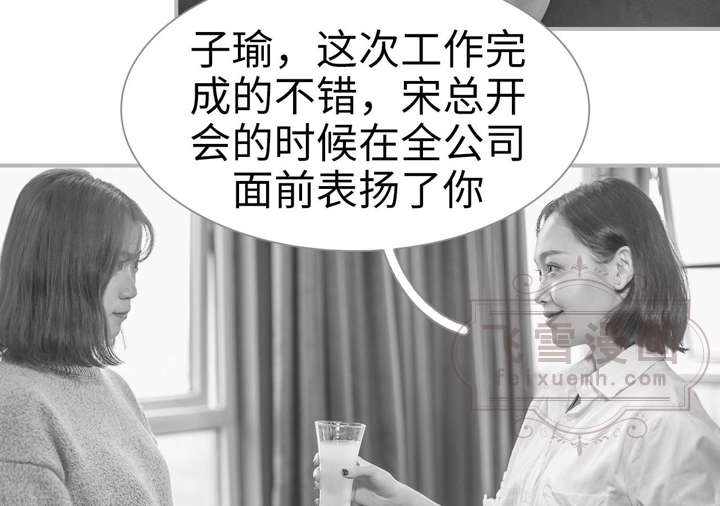 子瑜，这次工作完
成的不错，宋总开
会的时候在全公司
面前表扬了你
飞雪漫画
feixuemh.com